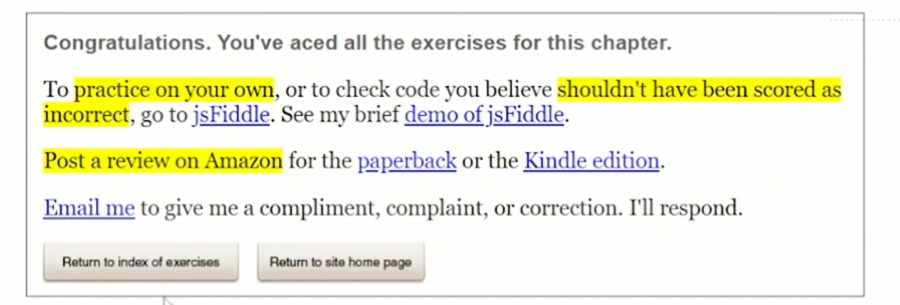 Congratulations. You've aced all the exercises for this chapter.
To practice on your own, or to check code you believe shouldn't have been scored as
incorrect, go to jsFiddle. See my brief demo of jsFiddle.
Post a review on Amazon for the paperback or the Kindle edition.
Email me to give me a compliment, complaint, or correction. I'll respond.
Return to index of exercises
Return to site home page